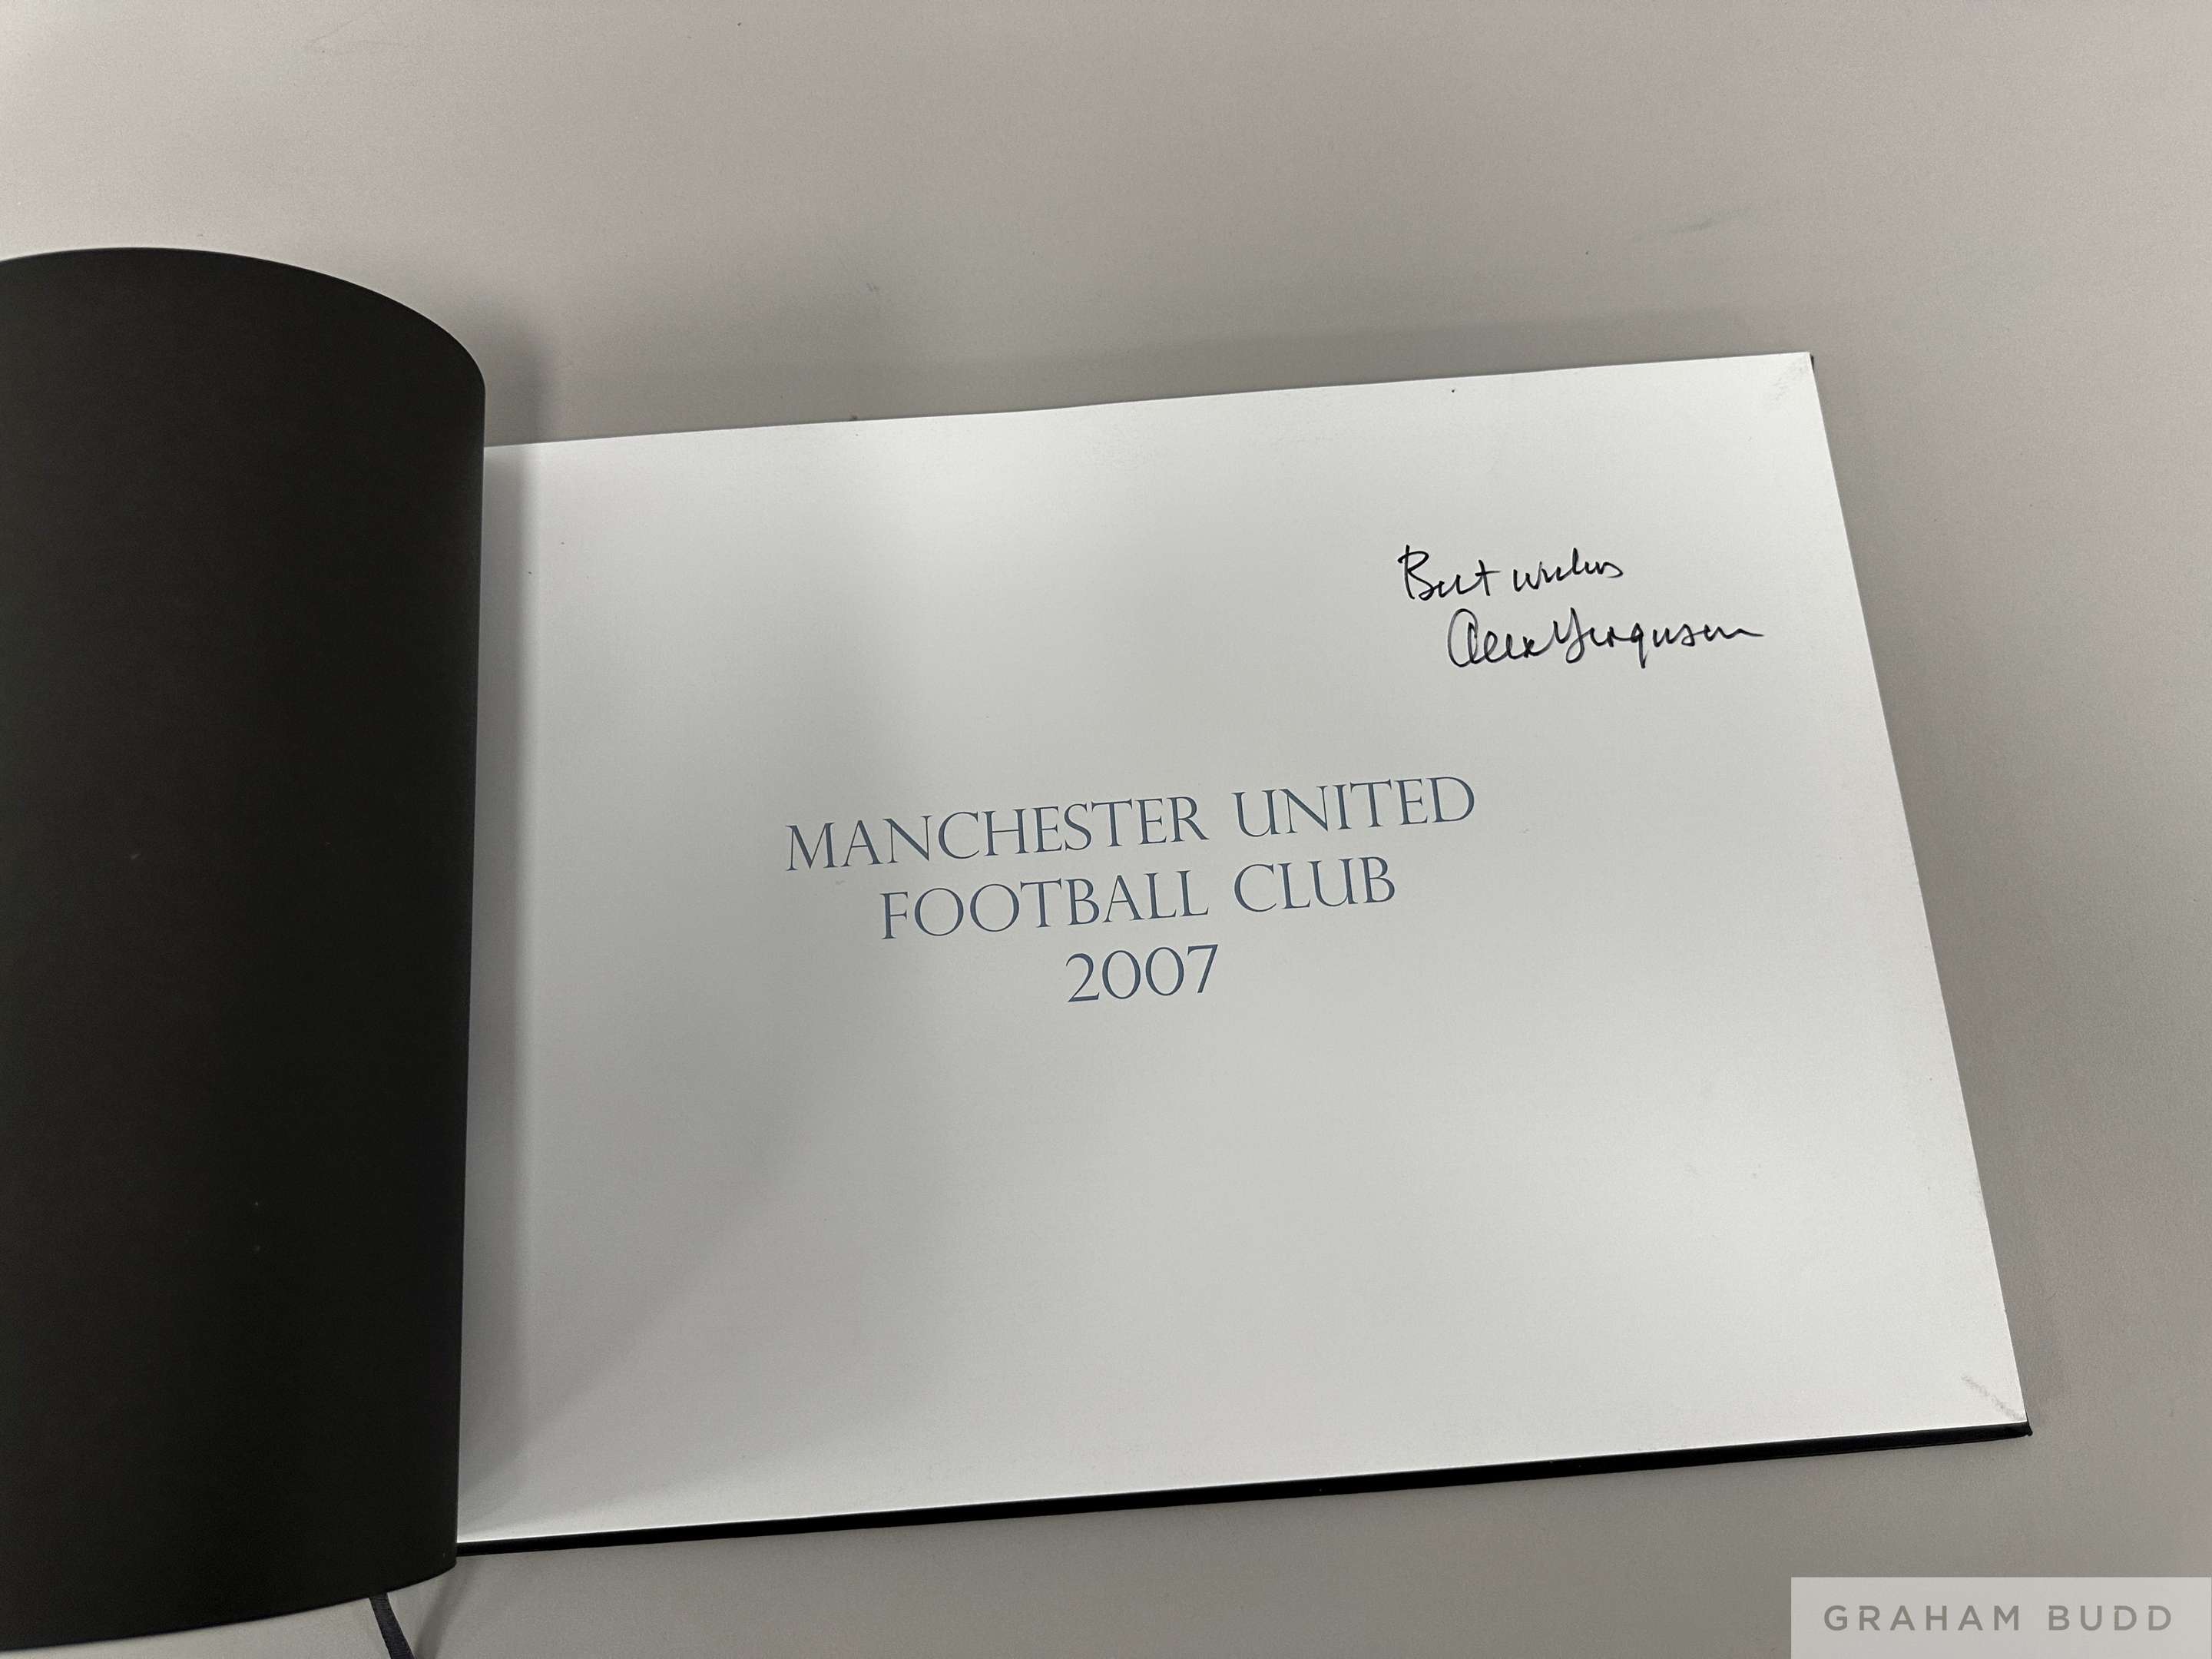 Best wishes
Alex Ferguson
MANCHESTER UNITED
FOOTBALL CLUB
2007
GRAHAM BUDD